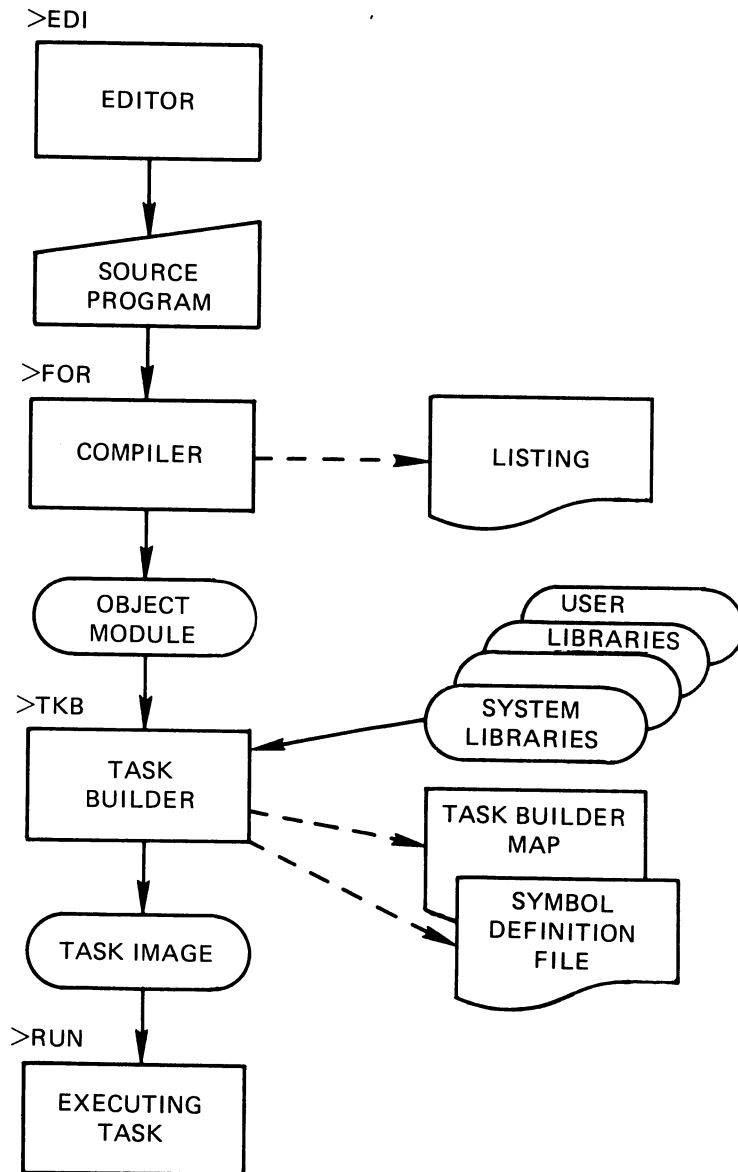 >EDI
EDITOR
SOURCE
PROGRAM
>FOR
COMPILER
LISTING
OBJECT
MODULE
USER
LIBRARIES
>TKB
SYSTEM
LIBRARIES
TASK
BUILDER
TASK BUILDER
MAP
SYMBOL
DEFINITION
FILE
TASK IMAGE
>RUN
EXECUTING
TASK